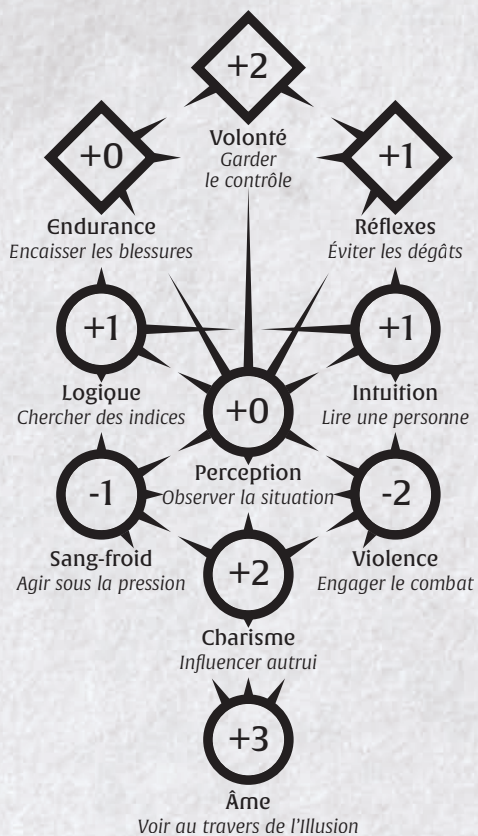 +2
Volonté
Garder
le contrôle
+0
Endurance
Encaisser les blessures
+1
Réflexes
Éviter les dégâts
+1
Logique
Chercher des indices
+1
Intuition
Lire une personne
+0
Perception
Observer la situation
-1
Sang-froid
Agir sous la pression
-2
Violence
Engager le combat
+2
Charisme
Influencer autrui
+3
Âme
Voir au travers de l'Illusion